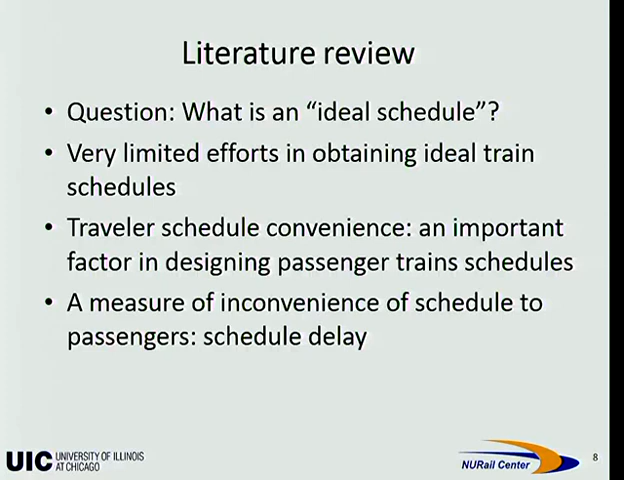 Literature review
• Question: What is an “ideal schedule”?
• Very limited efforts in obtaining ideal train
schedules
• Traveler schedule convenience: an important
factor in designing passenger trains schedules
• A measure of inconvenience of schedule to
passengers: schedule delay
UIC UNIVERSITY OF ILLINOIS
AT CHICAGO
NURail Center
8